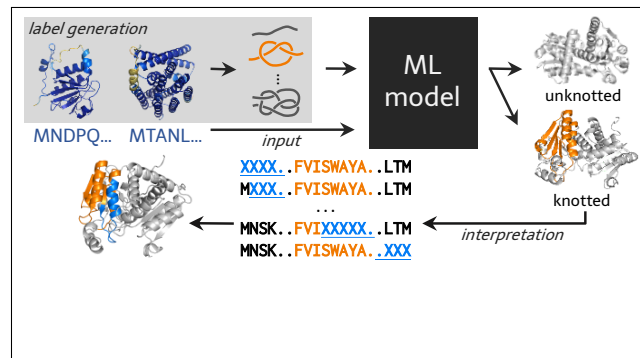 label generation
MNDPQ... MTANL...
input
ML
model
unknotted
knotted
XXXX..FVISWAYA..LTM
MXXX..FVISWAYA..LTM
...
MNSK..FVIXXXXX..LTM
MNSK..FVISWAYA..XXX
interpretation